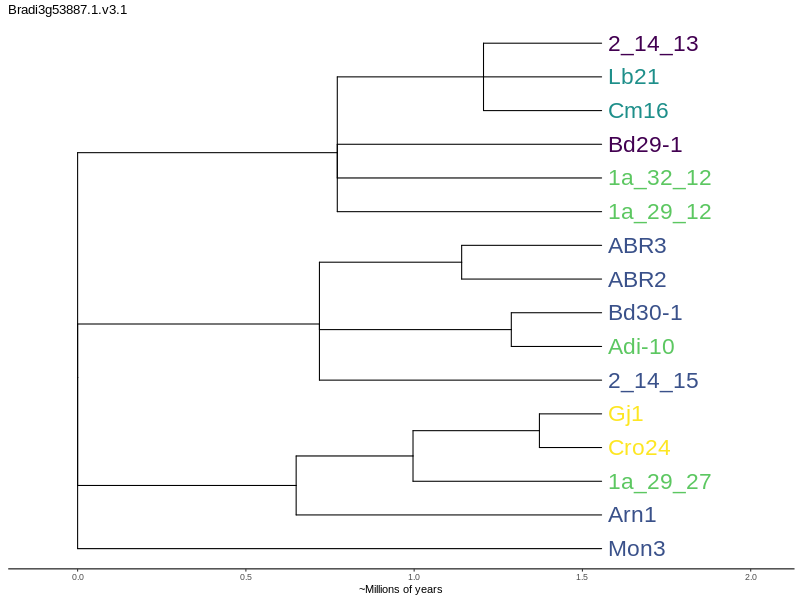 Bradi3g53887.1.v3.1
2_14_13
Lb21
Cm16
Bd29-1
1a_32_12
1a_29_12
ABR3
ABR2
Bd30-1
Adi-10
2_14_15
Gj1
Cro24
1a_29_27
Arn1
Mon3
0.0 0.5 1.0 1.5 2.0
~Millions of years